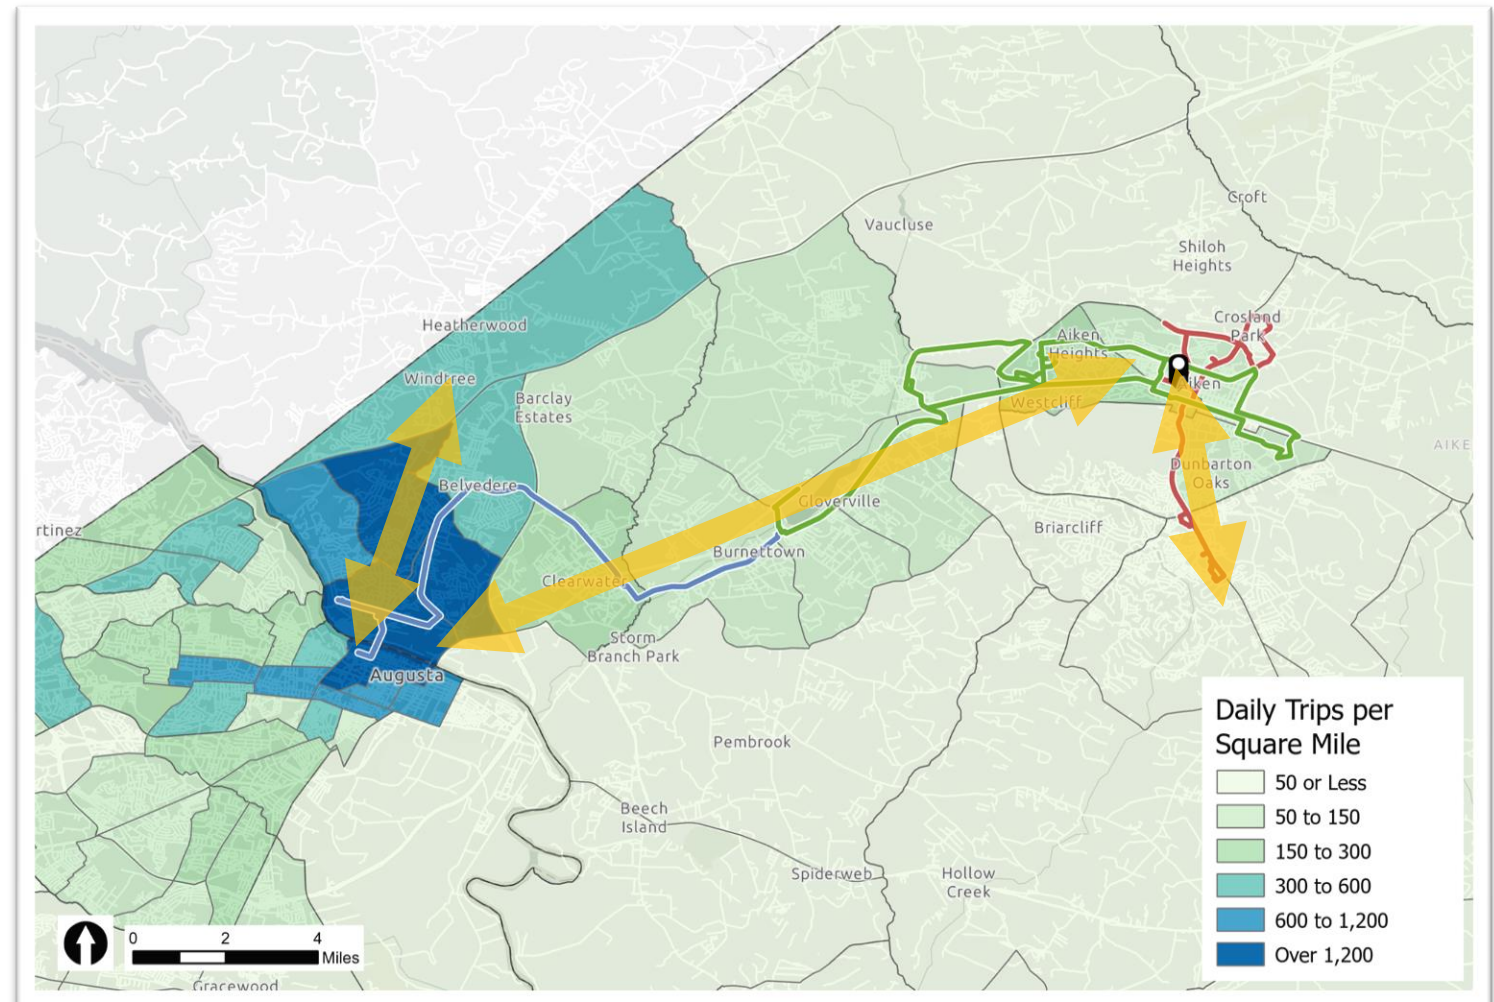 Croft
Vaucluse
Shiloh
Heights
Heatherwood
Crosland
Park
Aiken
Heights
Windtree
Aiken
Barclay
Estates
Westcliff
AIKE
Dunbarton
Oaks
Belvedere
Gloverville
rtinez
Briarcliff
Burnettown
Clearwater
Storm
Branch Park
Augusta
Pembrook
Beech
Island
Spiderweb
Hollow
Creek
Gracewood
Daily Trips per
Square Mile
50 or Less
50 to 150
150 to 300
300 to 600
600 to 1,200
Over 1,200
0 2 4
Miles